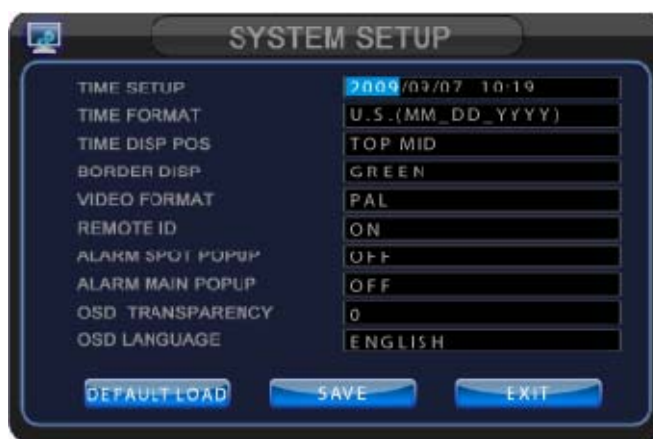 SYSTEM SETUP
TIME SETUP 2009/03/07 10:19
TIME FORMAT U.S.(MM_DD_YYYY)
TIME DISP POS TOP MID
BORDER DISP GREEN
VIDEO FORMAT PAL
REMOTE ID ON
ALARM SPOT POPUP OFF
ALARM MAIN POPUP OFF
OSD TRANSPARENCY 0
OSD LANGUAGE ENGLISH
DEFAULT LOAD SAVE EXIT